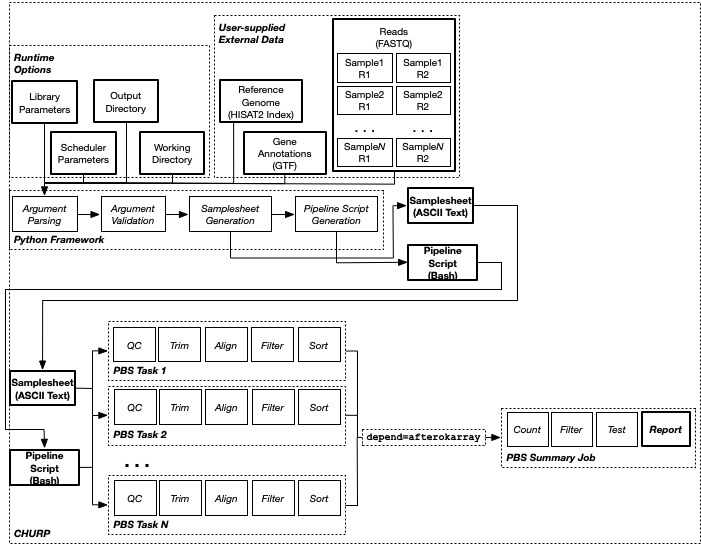 User-supplied
External Data
Reads
(FASTQ)
Sample1
R1
Sample1
R2
Sample2
R1
Sample2
R2
. . .
. . .
SampleN
R1
SampleN
R2
Runtime
Options
Library
Parameters
Output
Directory
Reference
Genome
(HISAT2 Index)
Scheduler
Parameters
Working
Directory
Gene
Annotations
(GTF)
Argument
Parsing
Argument
Validation
Samplesheet
Generation
Pipeline Script
Generation
Python Framework
Samplesheet
(ASCII Text)
Pipeline
Script
(Bash)
QC
Trim
Align
Filter
Sort
PBS Task 1
Samplesheet
(ASCII Text)
QC
Trim
Align
Filter
Sort
PBS Task 2
depend=afterokarray
Count
Filter
Test
Report
PBS Summary Job
Pipeline
Script
(Bash)
. . .
QC
Trim
Align
Filter
Sort
PBS Task N
CHURP